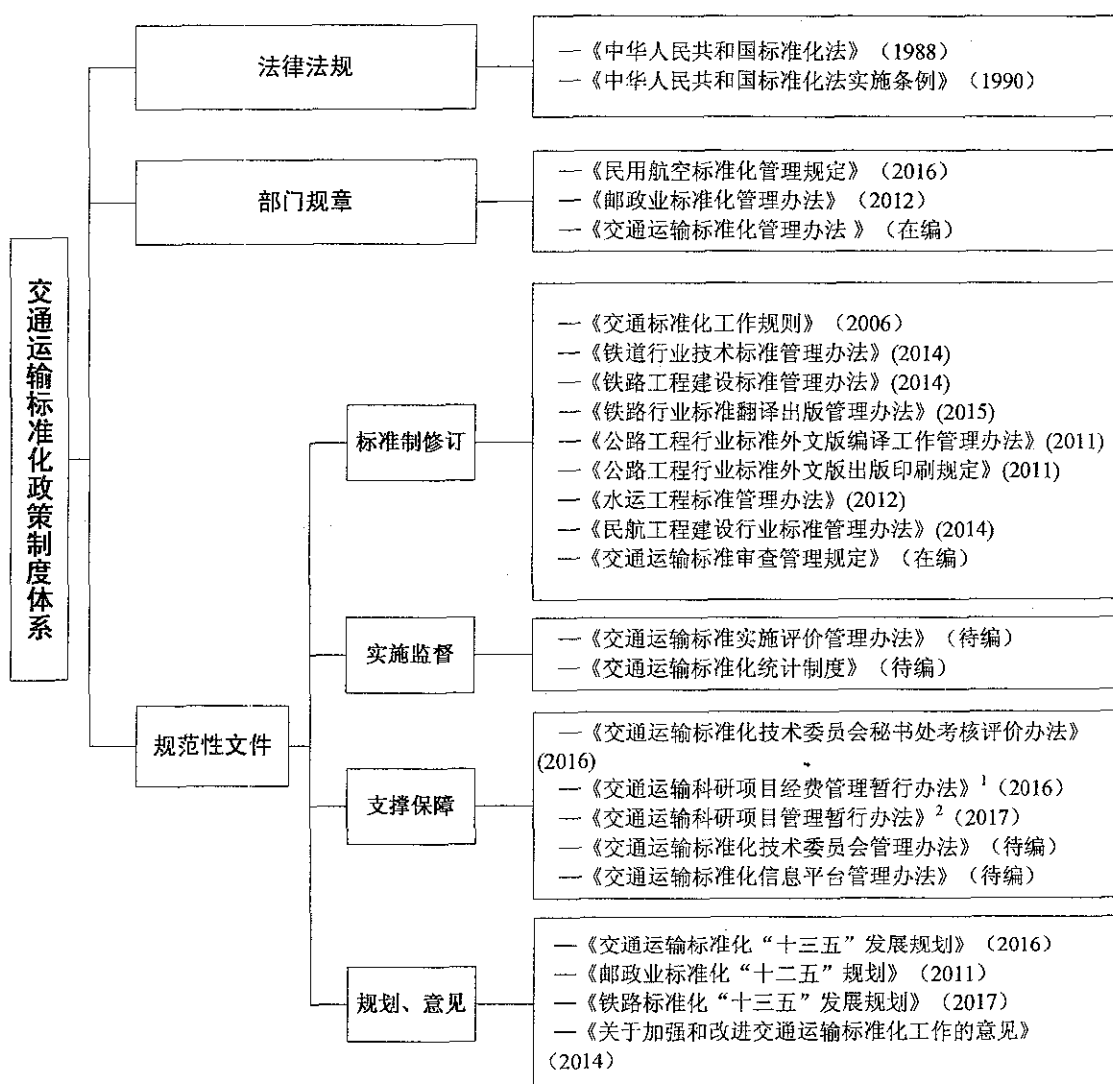 交通运输标准化政策制度体系
法律法规
—《中华人民共和国标准化法》（1988）
—《中华人民共和国标准化法实施条例》（1990）
部门规章
—《民用航空标准化管理规定》（2016）
—《邮政业标准化管理办法》（2012）
—《交通运输标准化管理办法 》（在编）
规范性文件
标准制修订
—《交通标准化工作规则》（2006）
—《铁道行业技术标准管理办法》(2014)
—《铁路工程建设标准管理办法》(2014)
—《铁路行业标准翻译出版管理办法》(2015)
—《公路工程行业标准外文版编译工作管理办法》(2011)
—《公路工程行业标准外文版出版印刷规定》(2011)
—《水运工程标准管理办法》(2012)
—《民航工程建设行业标准管理办法》(2014)
—《交通运输标准审查管理规定》（在编）
实施监督
—《交通运输标准实施评价管理办法》（待编）
—《交通运输标准化统计制度》（待编）
支撑保障
—《交通运输标准化技术委员会秘书处考核评价办法》
(2016)
—《交通运输科研项目经费管理暂行办法》1（2016）
—《交通运输科研项目管理暂行办法》2（2017）
—《交通运输标准化技术委员会管理办法》（待编）
—《交通运输标准化信息平台管理办法》（待编）
规划、意见
—《交通运输标准化“十三五”发展规划》（2016）
—《邮政业标准化“十二五”规划》（2011）
—《铁路标准化“十三五”发展规划》（2017）
—《关于加强和改进交通运输标准化工作的意见》
（2014）